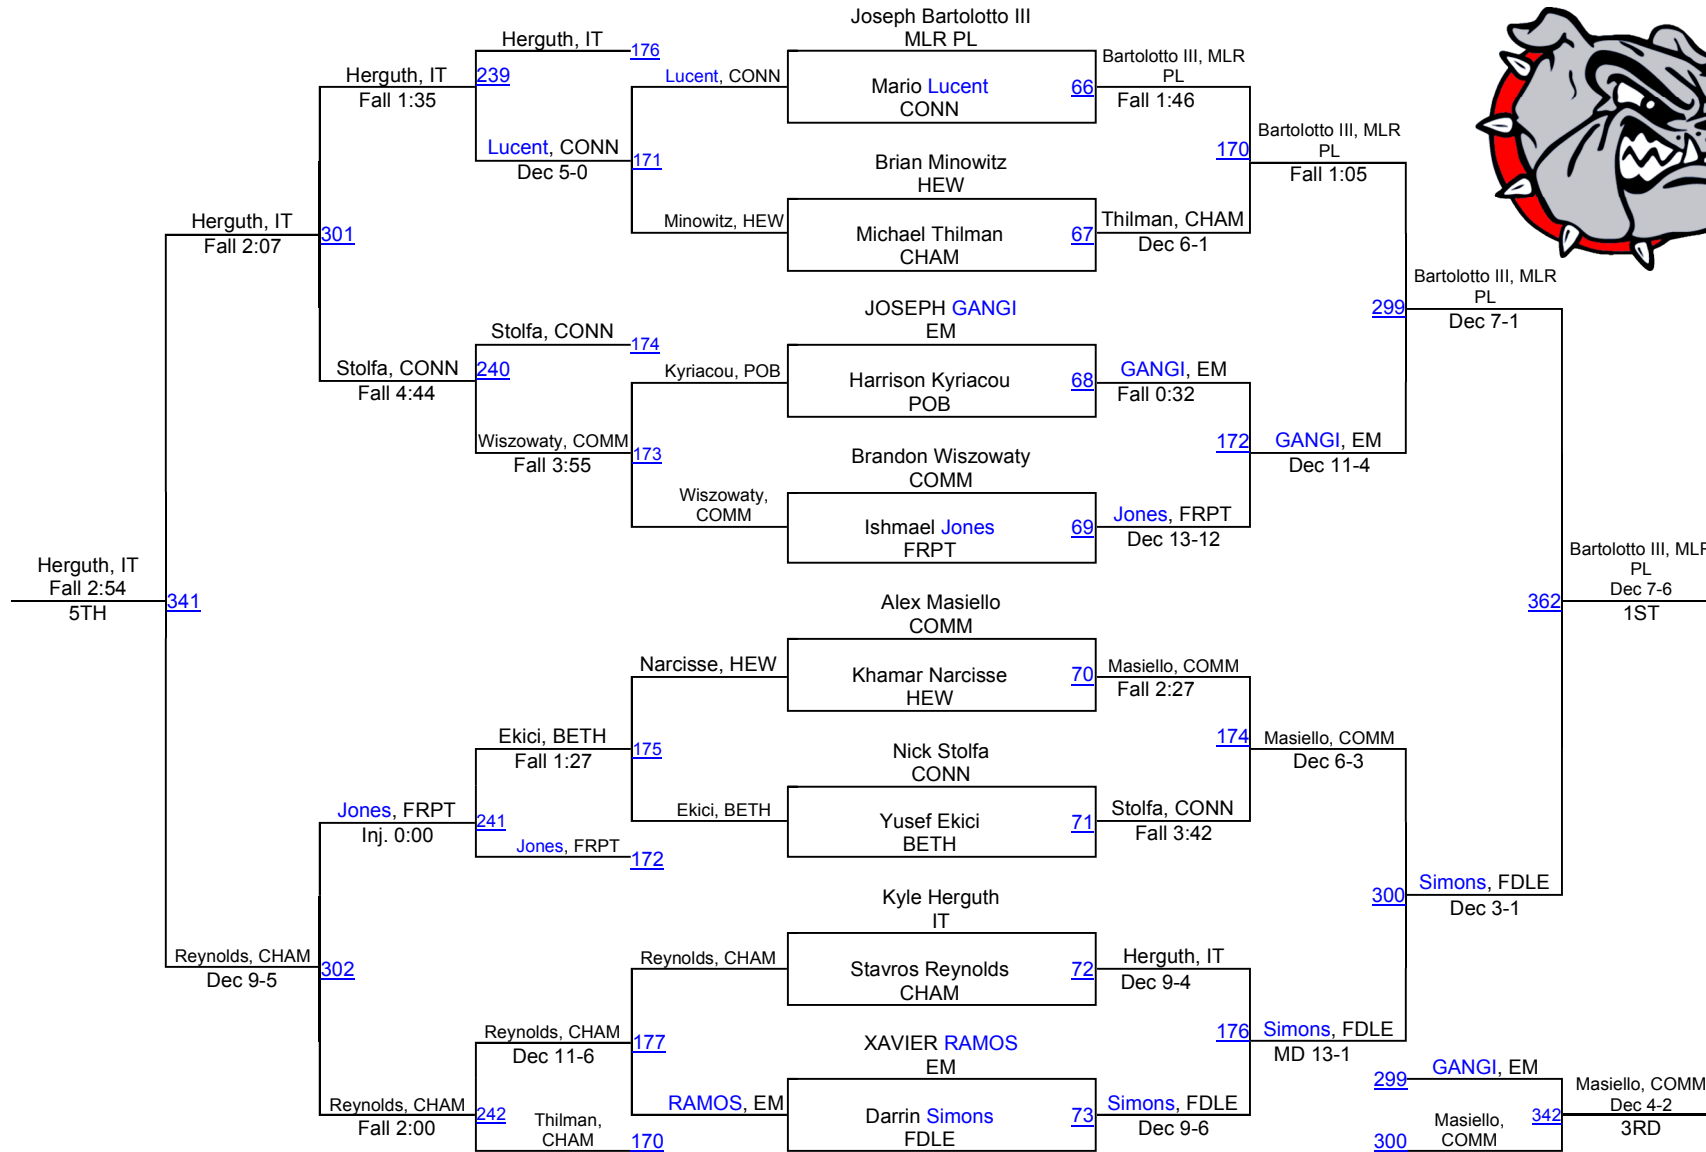 Joseph Bartolotto III
MLR PL
Mario Lucent
CONN
66
Brian Minowitz
HEW
Michael Thilman
CHAM
67
JOSEPH GANGI
EM
Harrison Kyriacou
POB
68
Brandon Wiszowaty
COMM
Ishmael Jones
FRPT
69
Alex Masiello
COMM
Khamar Narcisse
HEW
70
Nick Stolfa
CONN
Yusef Ekici
BETH
71
Kyle Herguth
IT
Stavros Reynolds
CHAM
72
XAVIER RAMOS
EM
Darrin Simons
FDLE
73
Bartolotto III, MLR
PL
Fall 1:46
170
Thilman, CHAM
Dec 6-1
GANGI, EM
Fall 0:32
172
Jones, FRPT
Dec 13-12
Masiello, COMM
Fall 2:27
174
Stolfa, CONN
Fall 3:42
Herguth, IT
Dec 9-4
176
Simons, FDLE
Dec 9-6
Bartolotto III, MLR
PL
Fall 1:05
299
GANGI, EM
Dec 11-4
Masiello, COMM
Dec 6-3
300
Simons, FDLE
MD 13-1
Bartolotto III, MLR
PL
Dec 7-1
362
Simons, FDLE
Dec 3-1
Bartolotto III, MLR
PL
Dec 7-6
1ST
GANGI, EM
299
342
Masiello,
COMM
300
Masiello, COMM
Dec 4-2
3RD
Lucent, CONN
171
Minowitz, HEW
Kyriacou, POB
173
Wiszowaty,
COMM
Narcisse, HEW
175
Ekici, BETH
Reynolds, CHAM
177
RAMOS, EM
Herguth, IT
176
239
Lucent, CONN
Dec 5-0
Stolfa, CONN
174
240
Wiszowaty, COMM
Fall 3:55
Ekici, BETH
Fall 1:27
241
Jones, FRPT
172
Reynolds, CHAM
Dec 11-6
242
Thilman,
CHAM
170
Herguth, IT
Fall 1:35
301
Stolfa, CONN
Fall 4:44
Jones, FRPT
Inj. 0:00
302
Reynolds, CHAM
Fall 2:00
Herguth, IT
Fall 2:07
341
Reynolds, CHAM
Dec 9-5
Herguth, IT
Fall 2:54
5TH